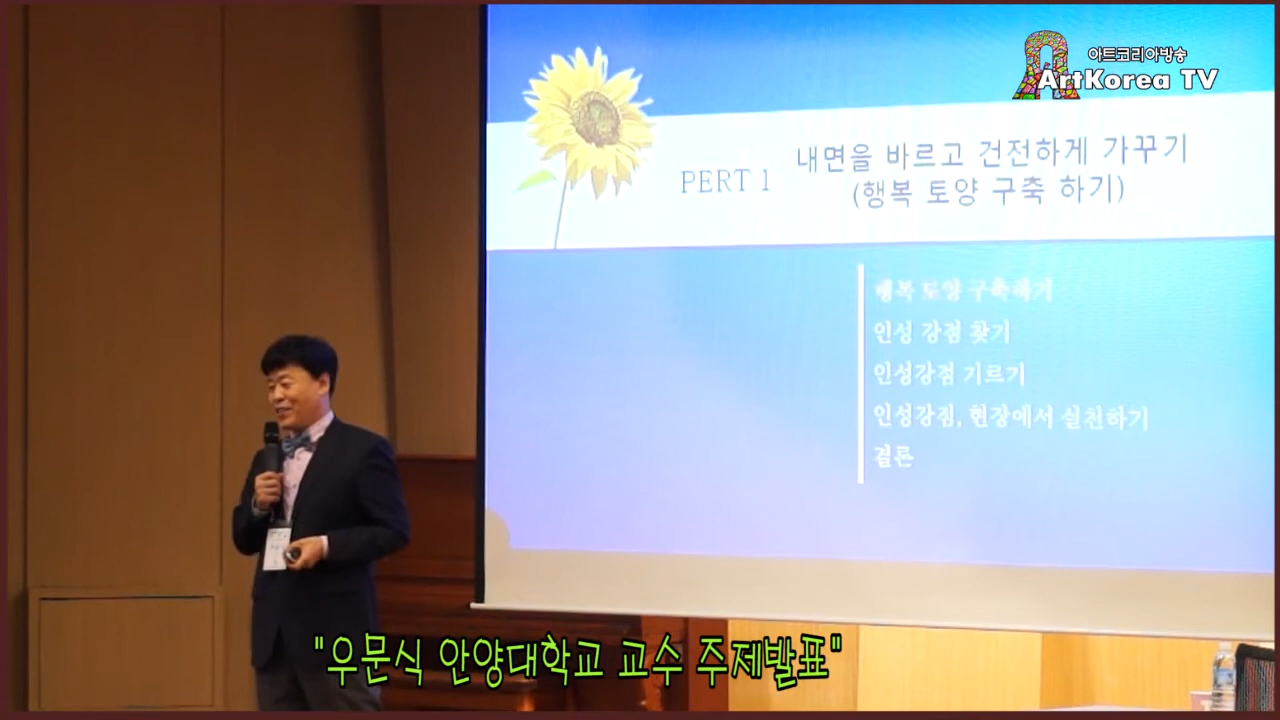 아트코리아방송
ArtKorea TV
PERT 1
내면을 바르고 건전하게 가꾸기
(행복 토양 구축 하기)
행복 토양 구축하기
인성 강점 찾기
인성강점 기르기
인성강점, 현장에서 실천하기
결론
"우문식 안양대학교 교수 주제발표"